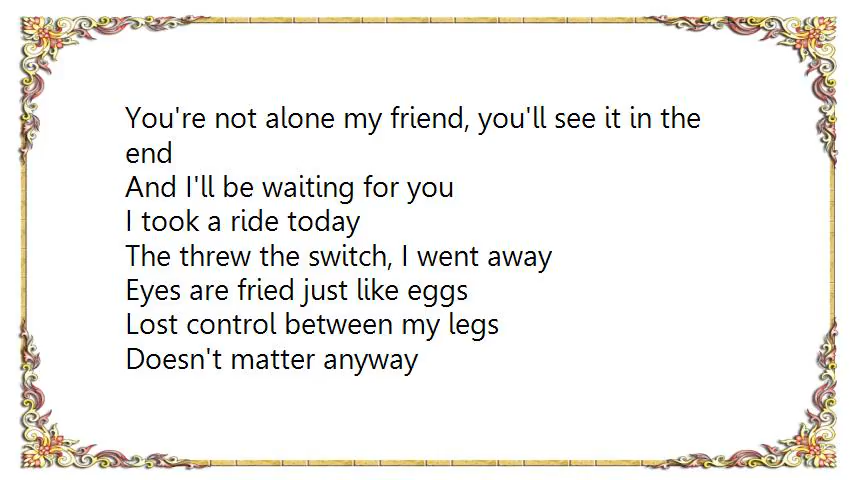 You're not alone my friend, you'll see it in the
end
And I'll be waiting for you
I took a ride today
The threw the switch, I went away
Eyes are fried just like eggs
Lost control between my legs
Doesn't matter anyway